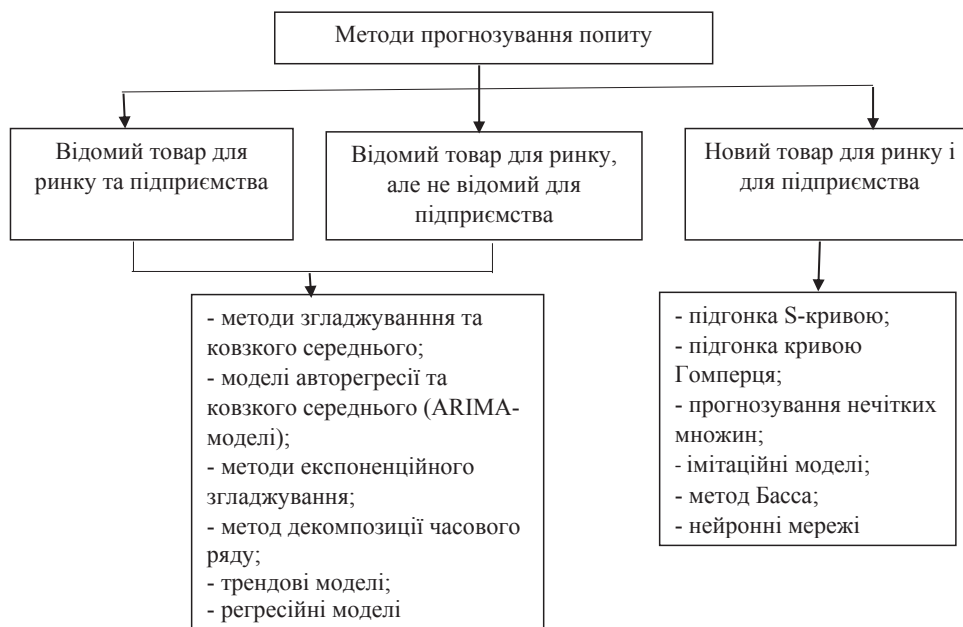 Методи прогнозування попиту
Відомий товар для
ринку та підприємства
Відомий товар для ринку,
але не відомий для
підприємства
Новий товар для ринку і
для підприємства
- методи згладжуванння та
ковзкого середнього;
- моделі авторегресії та
ковзкого середнього (ARIMA-
моделі);
- методи експоненційного
згладжування;
- метод декомпозиції часового
ряду;
- трендові моделі;
- регресійні моделі
- підгонка S-кривою;
- підгонка кривою
Гомперця;
- прогнозування нечітких
множин;
- імітаційні моделі;
- метод Басса;
- нейронні мережі